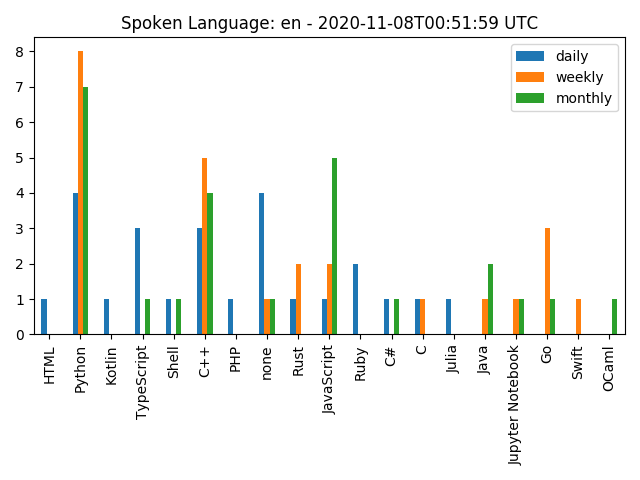 Spoken Language: en - 2020-11-08T00:51:59 UTC
daily
weekly
monthly
8
7
6
5
4
3
2
1
0
HTML
Python
Kotlin
TypeScript
Shell
C++
PHP
none
Rust
JavaScript
Ruby
C#
C
Julia
Java
Jupyter Notebook
Go
Swift
OCaml